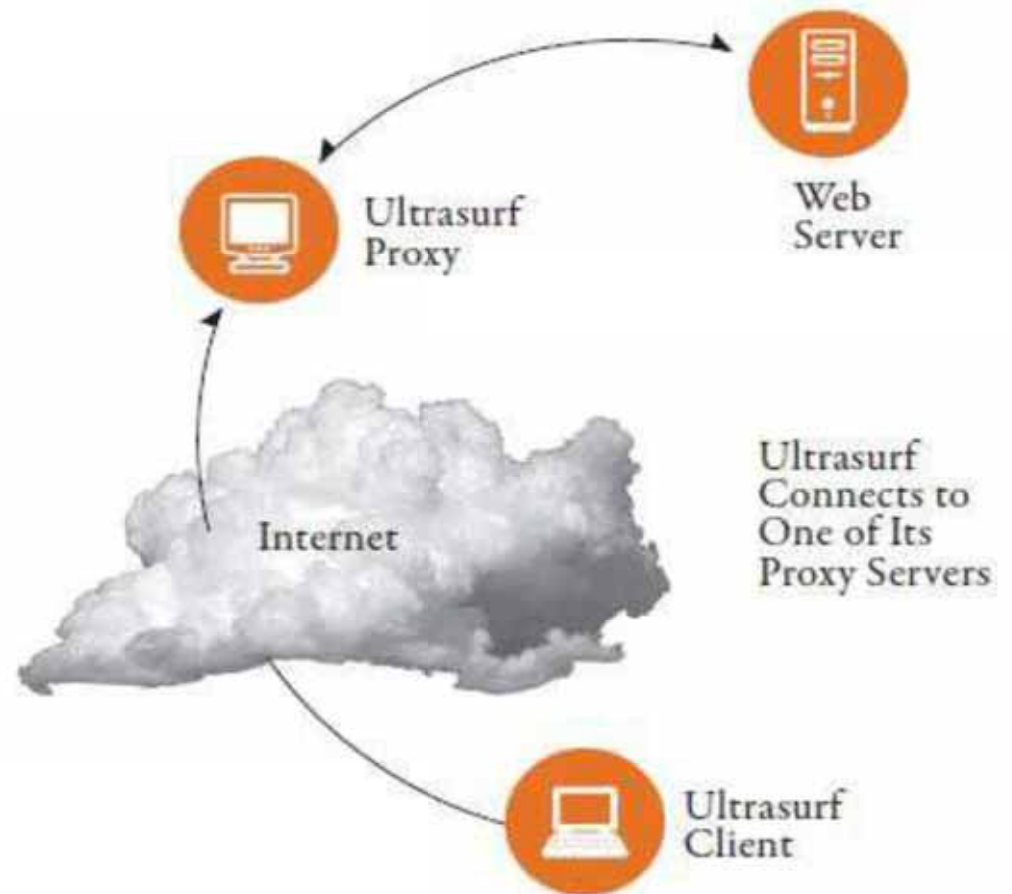 Ultrasurf
Proxy
Web
Server
Internet
Ultrasurf
Connects to
One of Its
Proxy Servers
Ultrasurf
Client